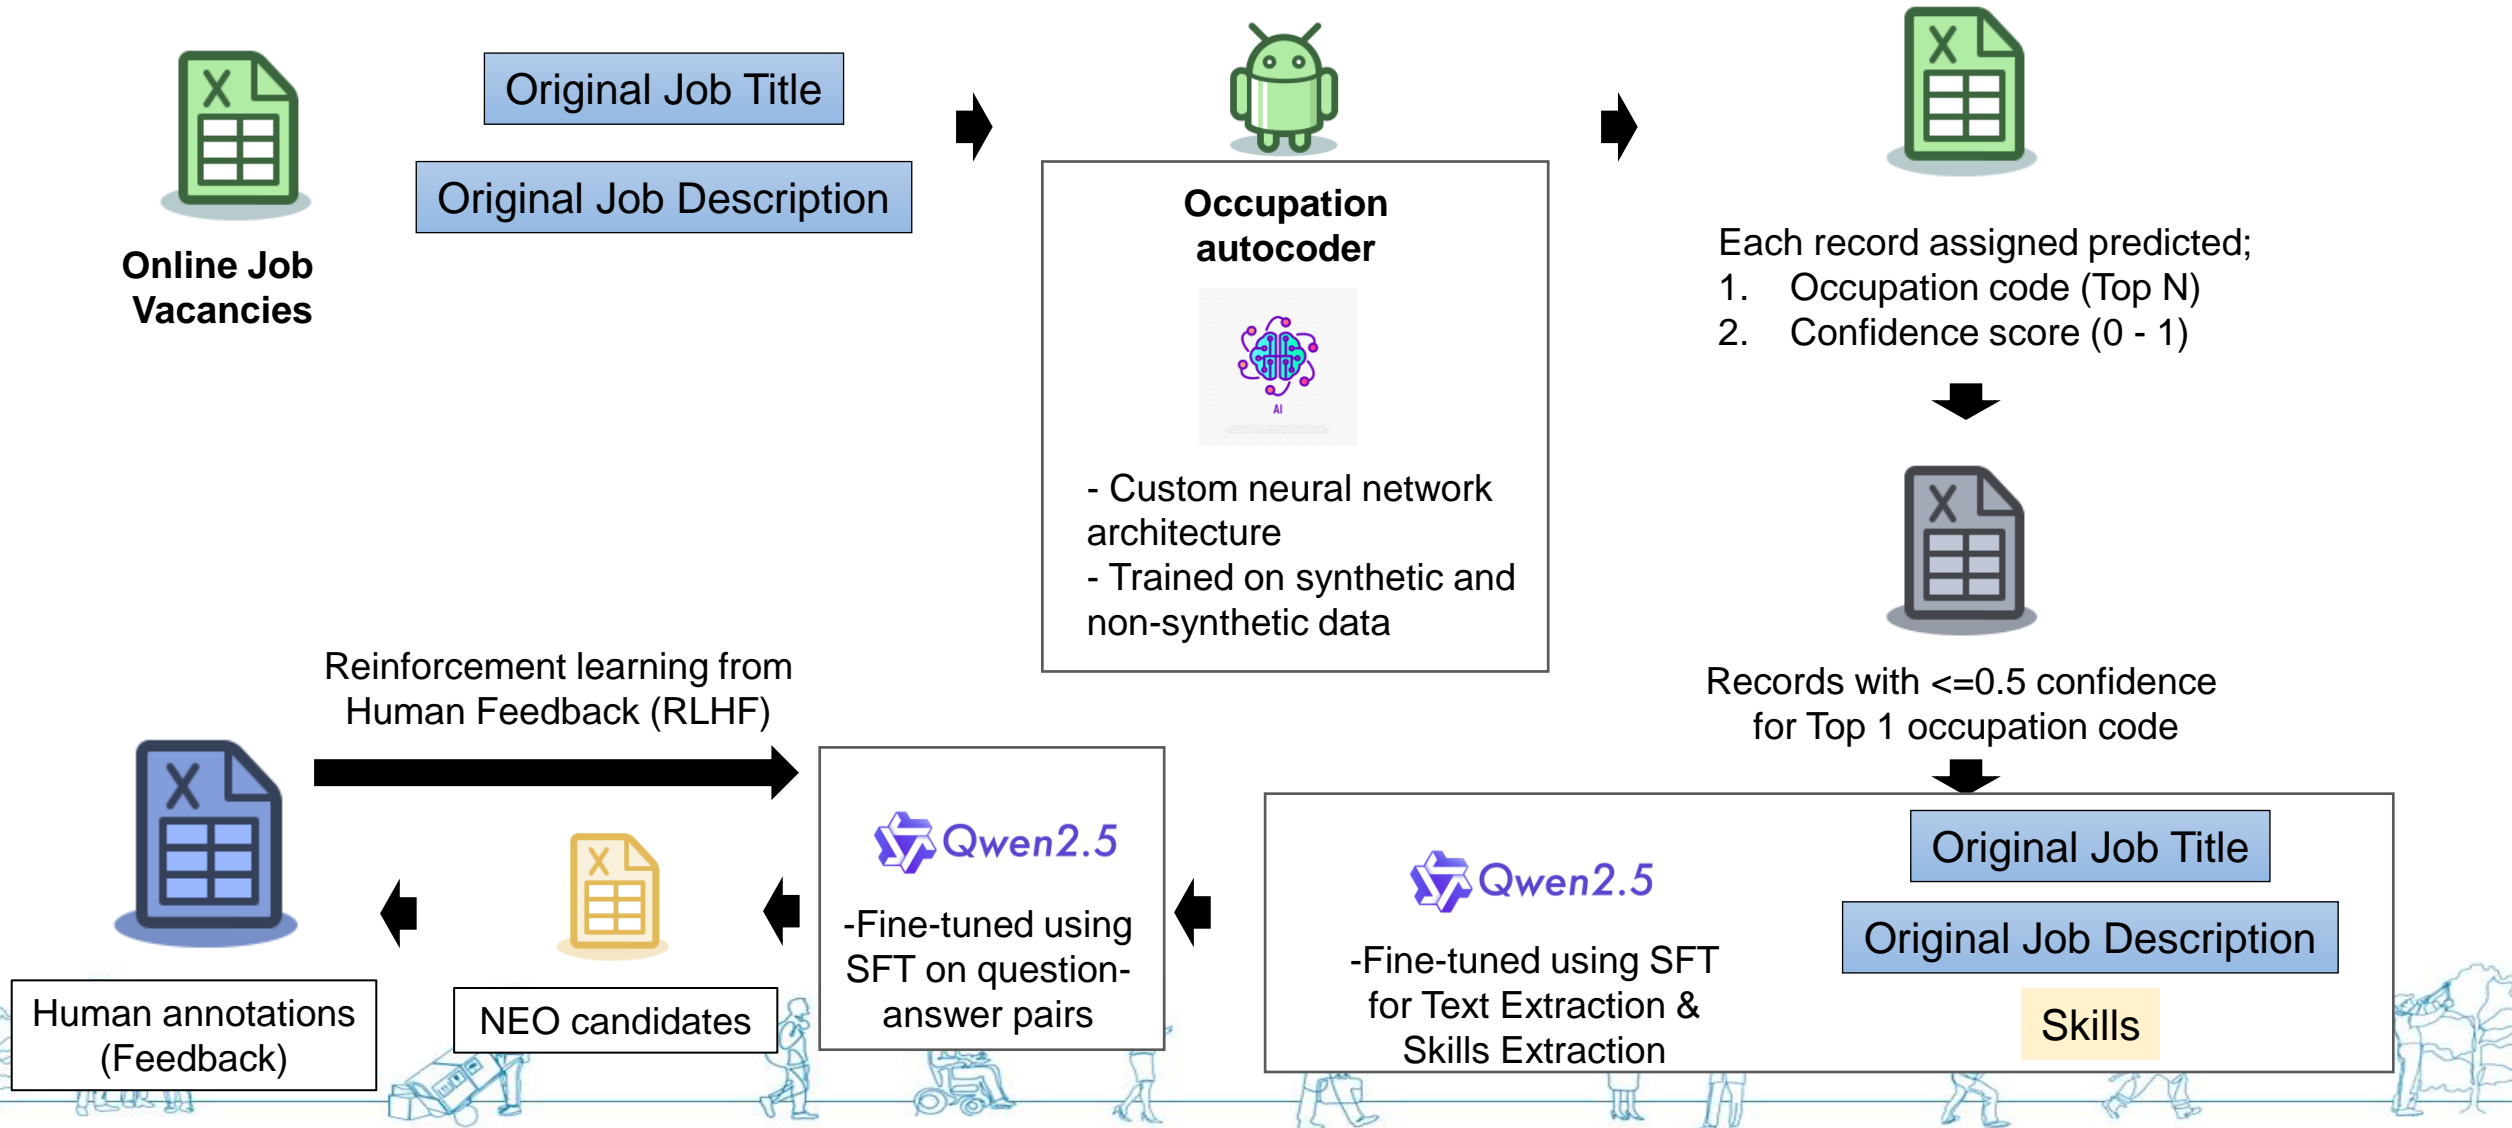 Original Job Title
Original Job Description
Online Job
Vacancies
Occupation
autocoder
AI
- Custom neural network
architecture
- Trained on synthetic and
non-synthetic data
Each record assigned predicted;
1. Occupation code (Top N)
2. Confidence score (0 - 1)
Records with <=0.5 confidence
for Top 1 occupation code
Original Job Title
Original Job Description
Skills
Qwen2.5
-Fine-tuned using SFT
for Text Extraction &
Skills Extraction
Qwen2.5
-Fine-tuned using
SFT on question-
answer pairs
NEO candidates
Human annotations
(Feedback)
Reinforcement learning from
Human Feedback (RLHF)